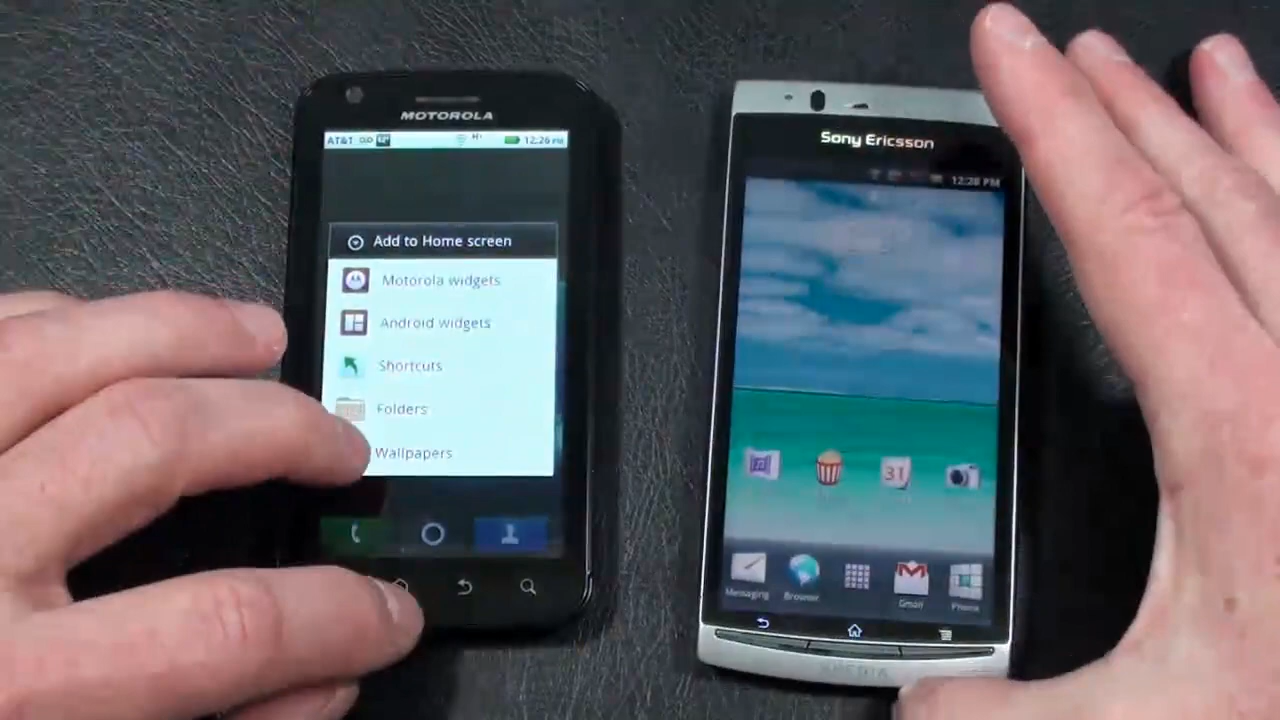 MOTOROLA
AT&T
12:26 PM
Add to Home screen
Motorola widgets
Android widgets
Shortcuts
Folders
Wallpapers
Sony Ericsson
12:28 PM
31
Messaging
Browser
Gmail
Phone
XPERIA